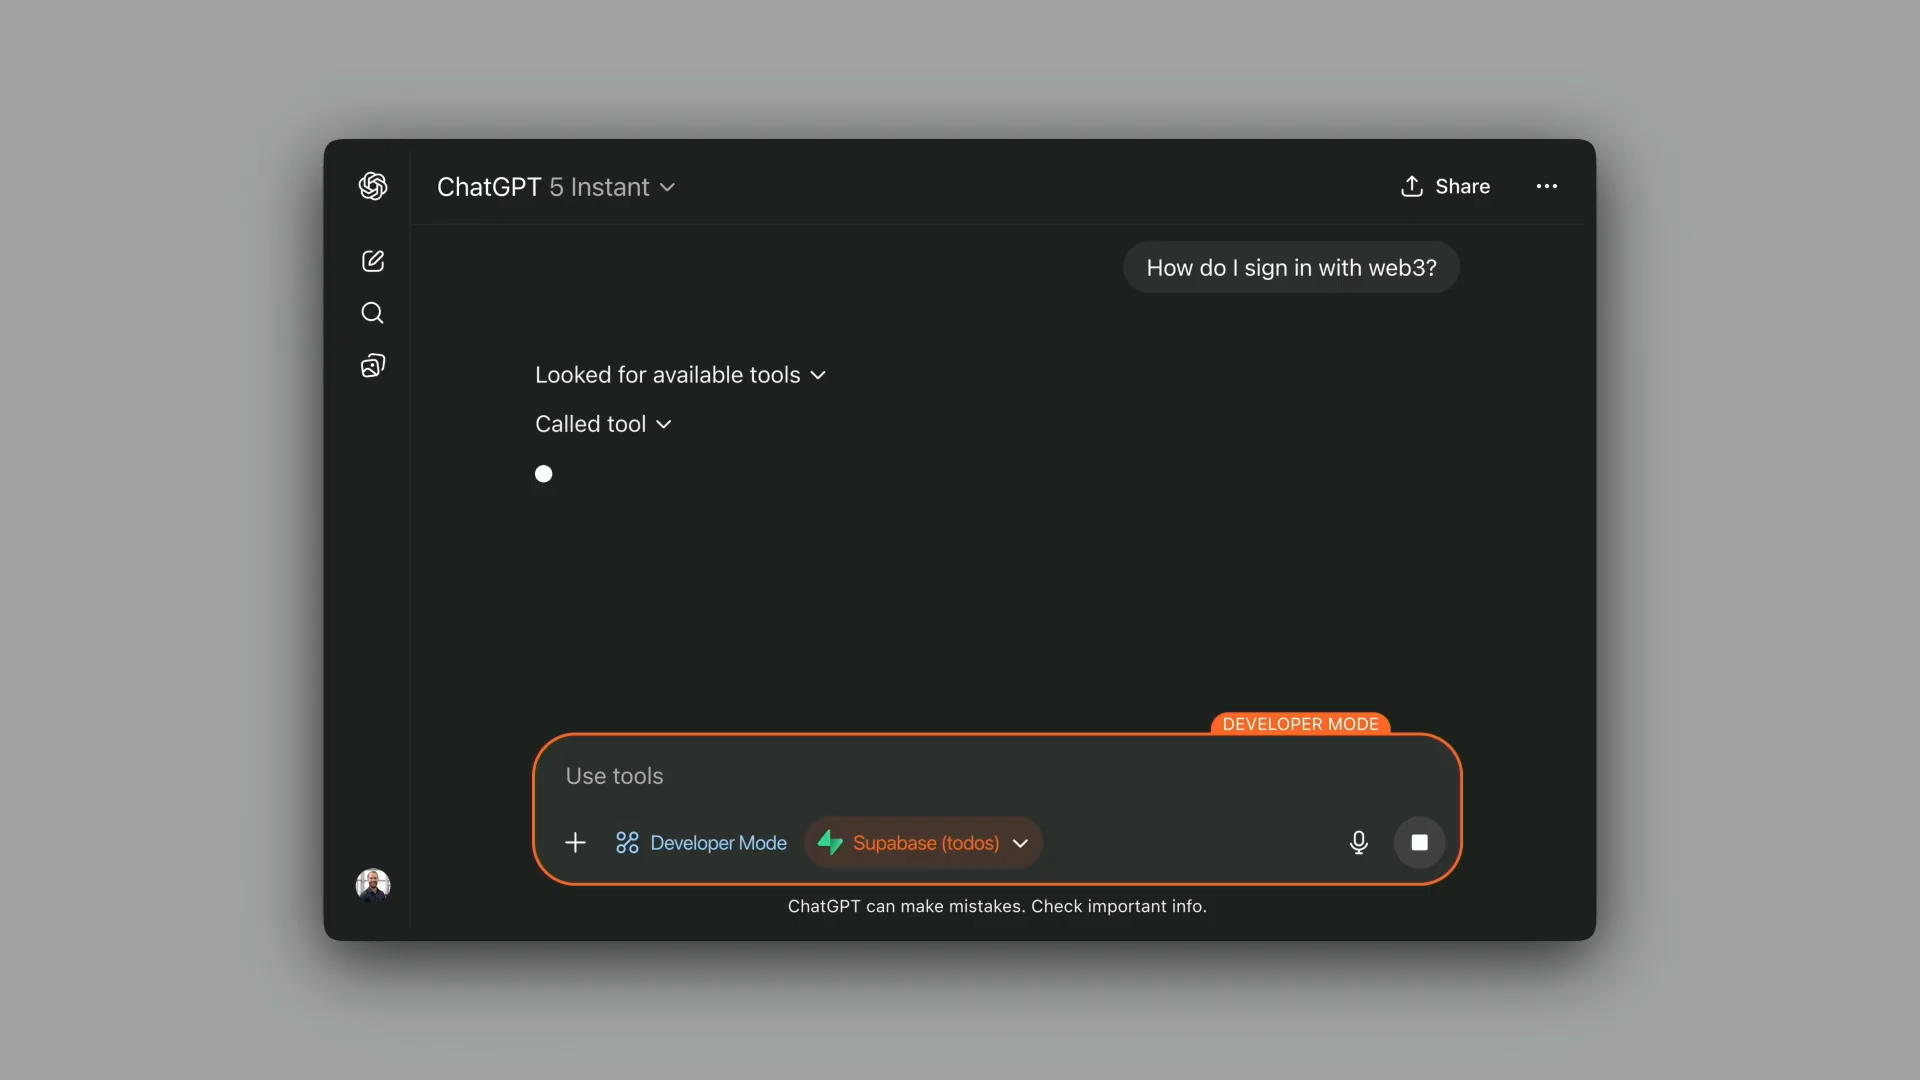 ChatGPT 5 Instant
Share
How do I sign in with web3?
Looked for available tools
Called tool
DEVELOPER MODE
Use tools
Developer Mode
Supabase (todos)
ChatGPT can make mistakes. Check important info.